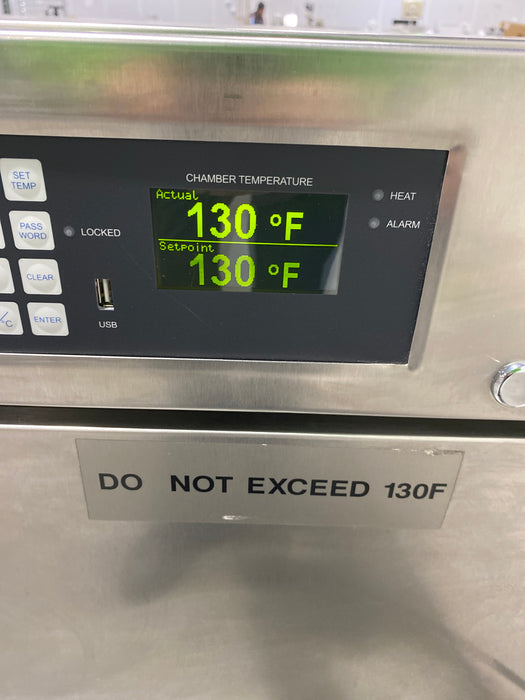 SET
TEMP
PASS
WORD
CLEAR
ENTER
/°C
LOCKED
USB
CHAMBER TEMPERATURE
Actual
130 °F
Setpoint
130 °F
HEAT
ALARM
DO NOT EXCEED 130F